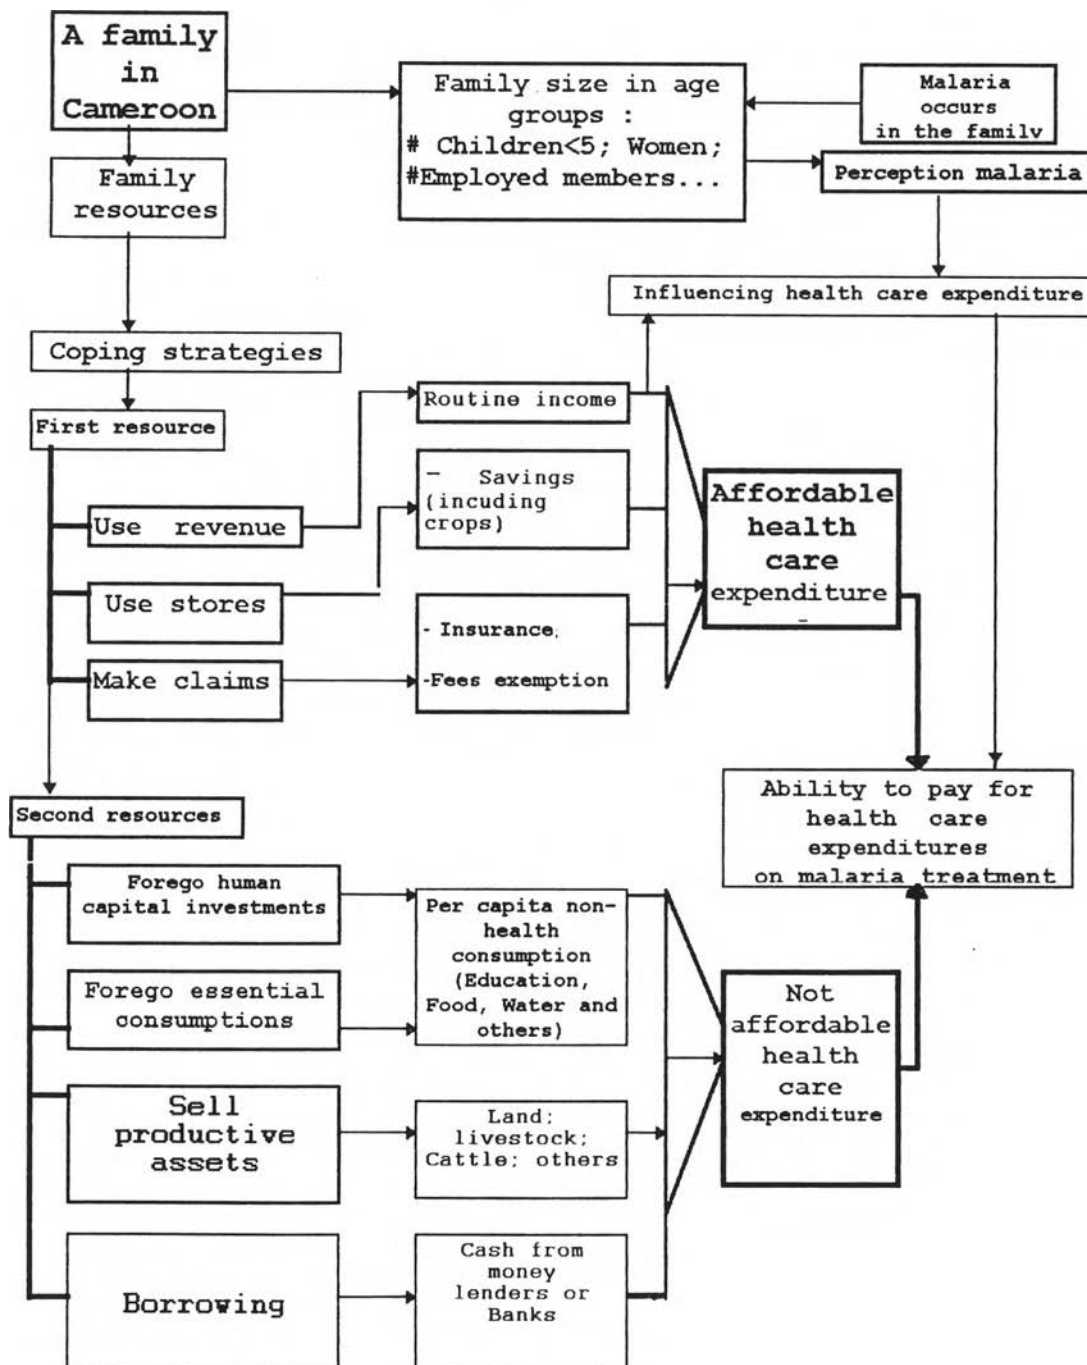 A family
in
Cameroon
Family size in age
groups :
# Children<5; Women;
#Employed members...
Malaria
occurs
in the family
Perception malaria
Family
resources
Influencing health care expenditure
Coping strategies
First resource
Routine income
– Savings
(incuding
crops)
Affordable
health
care
expenditure
–
Use revenue
Use stores
- Insurance;
-Fees exemption
Make claims
Second resources
Ability to pay for
health care
expenditures
on malaria treatment
Forego human
capital investments
Per capita non-
health
consumption
(Education,
Food, Water and
others)
Forego essential
consumptions
Not
affordable
health
care
expenditure
Sell
productive
assets
Land;
livestock;
Cattle; others
Borrowing
Cash from
money
lenders or
Banks